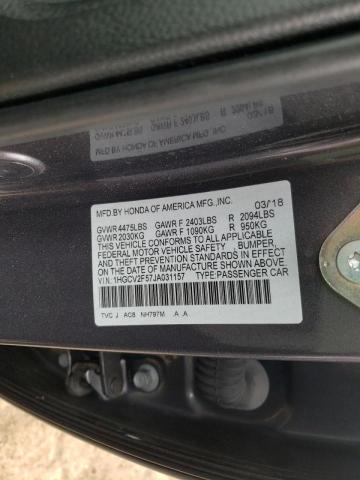 MFD.BY HONDA OF AMERICA MFG.,INC. 03/18
GVWR 4475LBS GAWR F 2403LBS R 2094LBS
GVWR 2030KG GAWR F 1090KG R 950KG
THIS VEHICLE CONFORMS TO ALL APPLICABLE
FEDERAL MOTOR VEHICLE SAFETY, BUMPER,
AND THEFT PREVENTION STANDARDS IN EFFECT
ON THE DATE OF MANUFACTURE SHOWN ABOVE.
V.I.N.: 1HGCV2F57JA031157 TYPE:PASSENGER CAR
TVC J AC8 NH797M .A .A